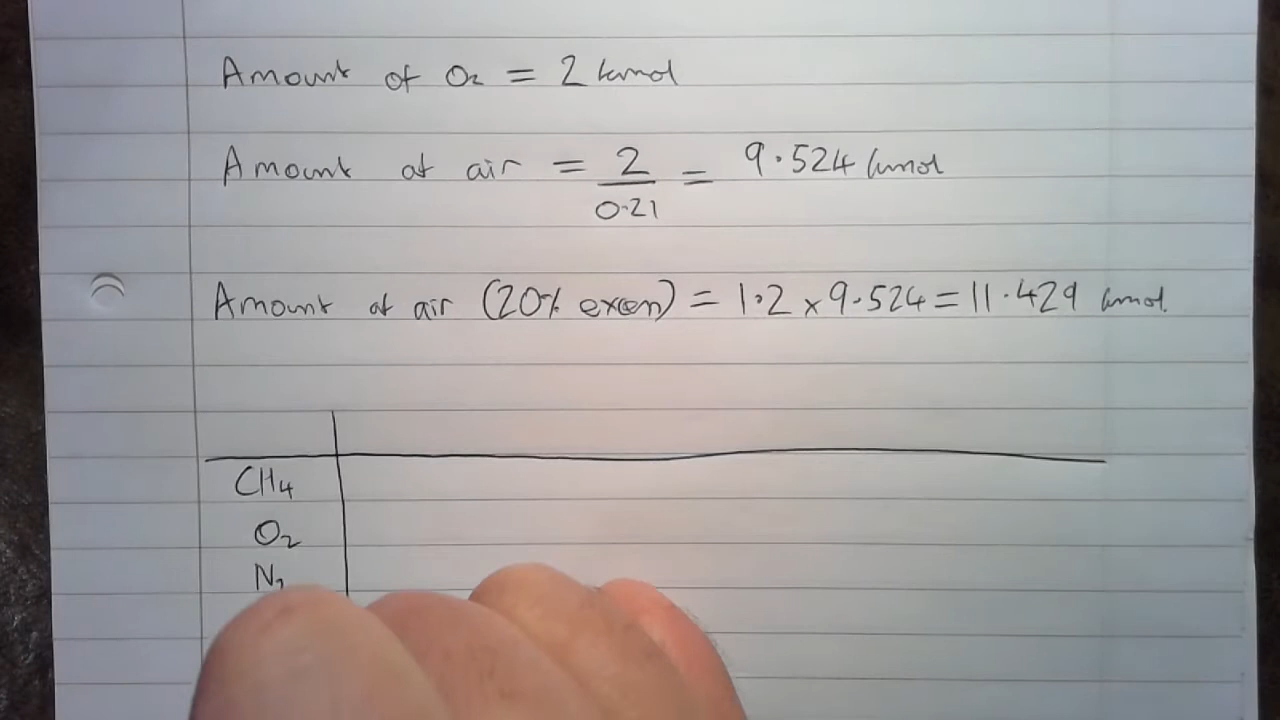 Amount of O₂ = 2 kmol
Amount of air = 2/0.21 = 9.524 kmol
Amount of air (20% excess) = 1.2 x 9.524 = 11.429 kmol.
CH₄
O₂
N₂